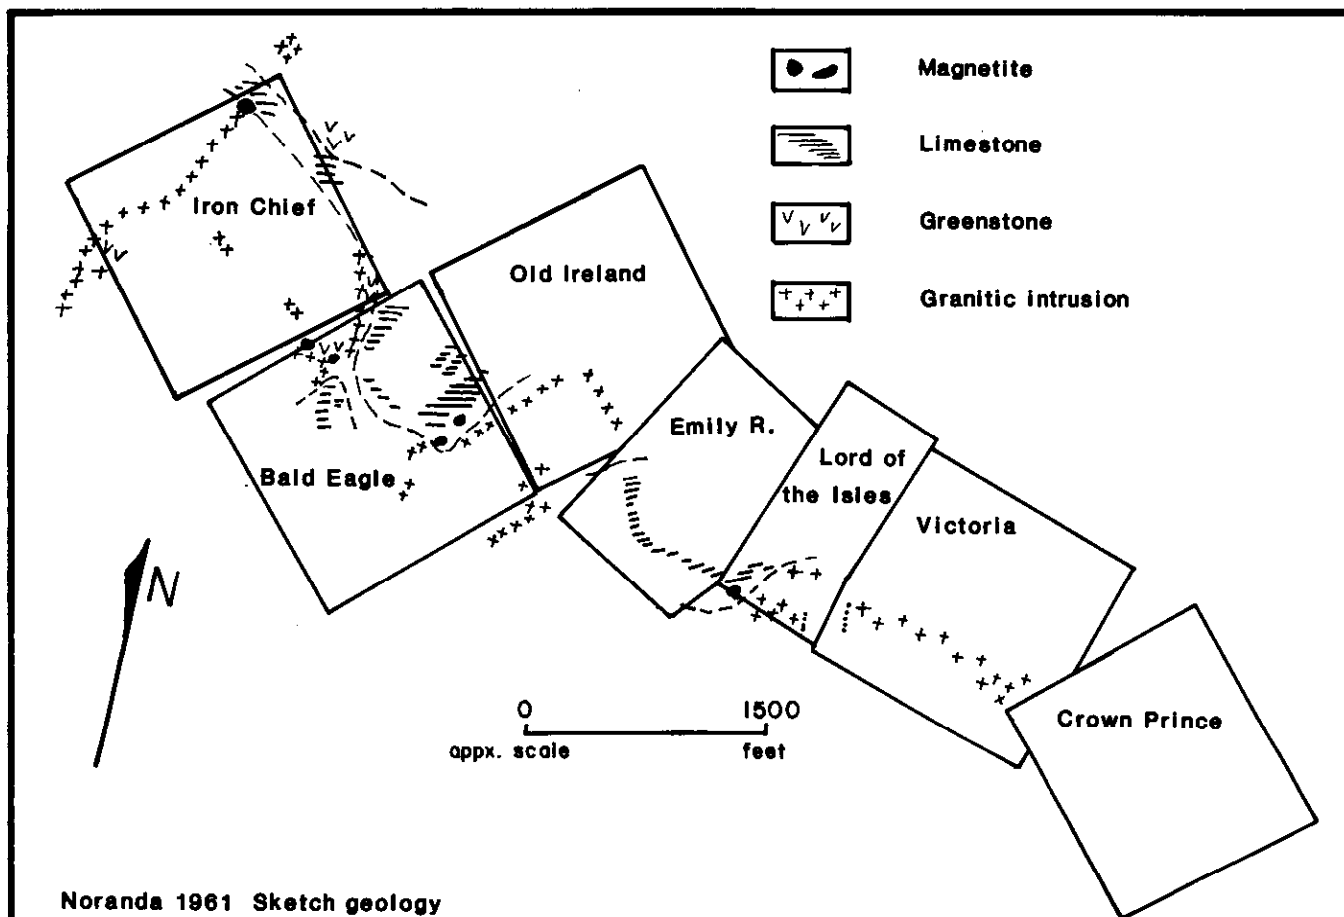 Magnetite
Limestone
Greenstone
Granitic intrusion
Iron Chief
Old Ireland
Emily R.
Lord of
the Isles
Bald Eagle
Victoria
N
0 1500
appx. scale feet
Crown Prince
Noranda 1961 Sketch geology